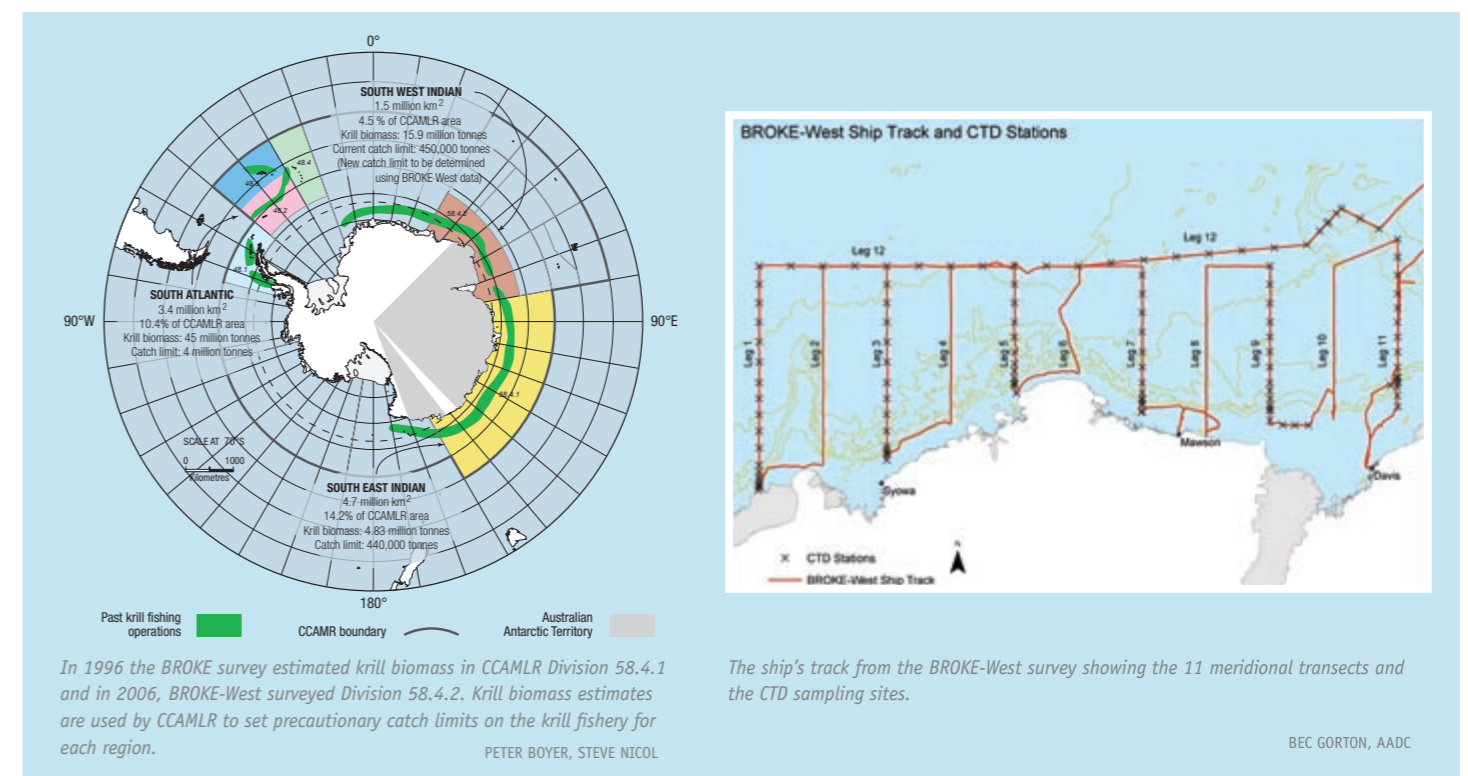 0°
SOUTH WEST INDIAN
1.5 million km2
4.5 % of CCAMLR area
Krill biomass: 15.9 million tonnes
Current catch limit: 450,000 tonnes
(New catch limit to be determined
using BROKE West data)
48.4
48.2
48.1
58.4.2
58.4.1
90°W
90°E
SOUTH ATLANTIC
3.4 million km2
10.4% of CCAMLR area
Krill biomass: 45 million tonnes
Catch limit: 4 million tonnes
SCALE AT 70°S
0 1000
Kilometres
SOUTH EAST INDIAN
4.7 million km2
14.2% of CCAMLR area
Krill biomass: 4.83 million tonnes
Catch limit: 440,000 tonnes
180°
Past krill fishing
operations
CCAMR boundary
Australian
Antarctic Territory
In 1996 the BROKE survey estimated krill biomass in CCAMLR Division 58.4.1
and in 2006, BROKE-West surveyed Division 58.4.2. Krill biomass estimates
are used by CCAMLR to set precautionary catch limits on the krill fishery for
each region.
PETER BOYER, STEVE NICOL
BROKE-West Ship Track and CTD Stations
Leg 12
Leg 12
Leg 1
Leg 2
Leg 3
Leg 4
Leg 5
Leg 6
Leg 7
Leg 8
Leg 9
Leg 10
Leg 11
Syowa
Mawson
Davis
N
CTD Stations
BROKE-West Ship Track
The ship's track from the BROKE-West survey showing the 11 meridional transects and
the CTD sampling sites.
BEC GORTON, AADC